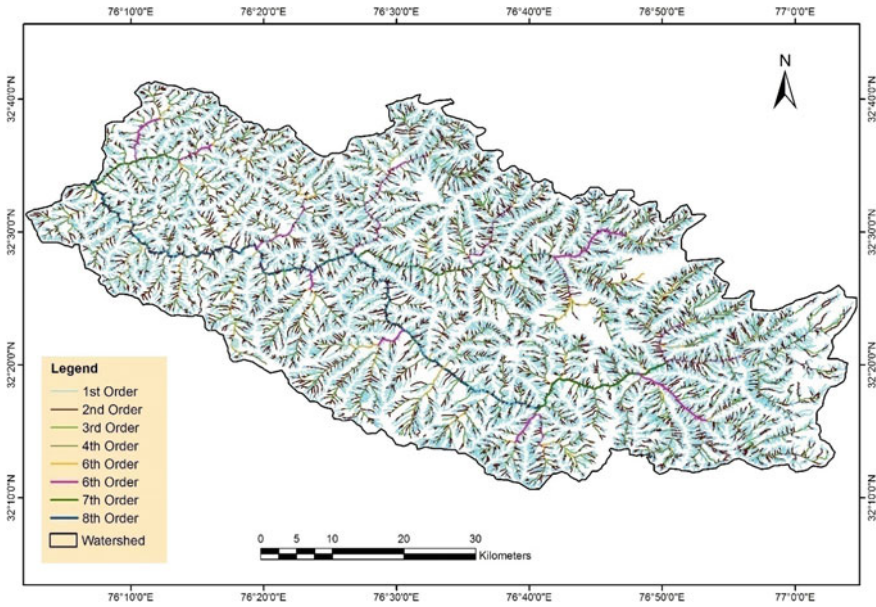 76°10'0"E 76°20'0"E 76°30'0"E 76°40'0"E 76°50'0"E 77°0'0"E
N
32°40'0"N 32°40'0"N
32°30'0"N 32°30'0"N
32°20'0"N 32°20'0"N
Legend
1st Order
2nd Order
3rd Order
4th Order
6th Order
6th Order
7th Order
8th Order
Watershed
32°10'0"N 32°10'0"N
0 5 10 20 30
Kilometers
76°10'0"E 76°20'0"E 76°30'0"E 76°40'0"E 76°50'0"E 77°0'0"E